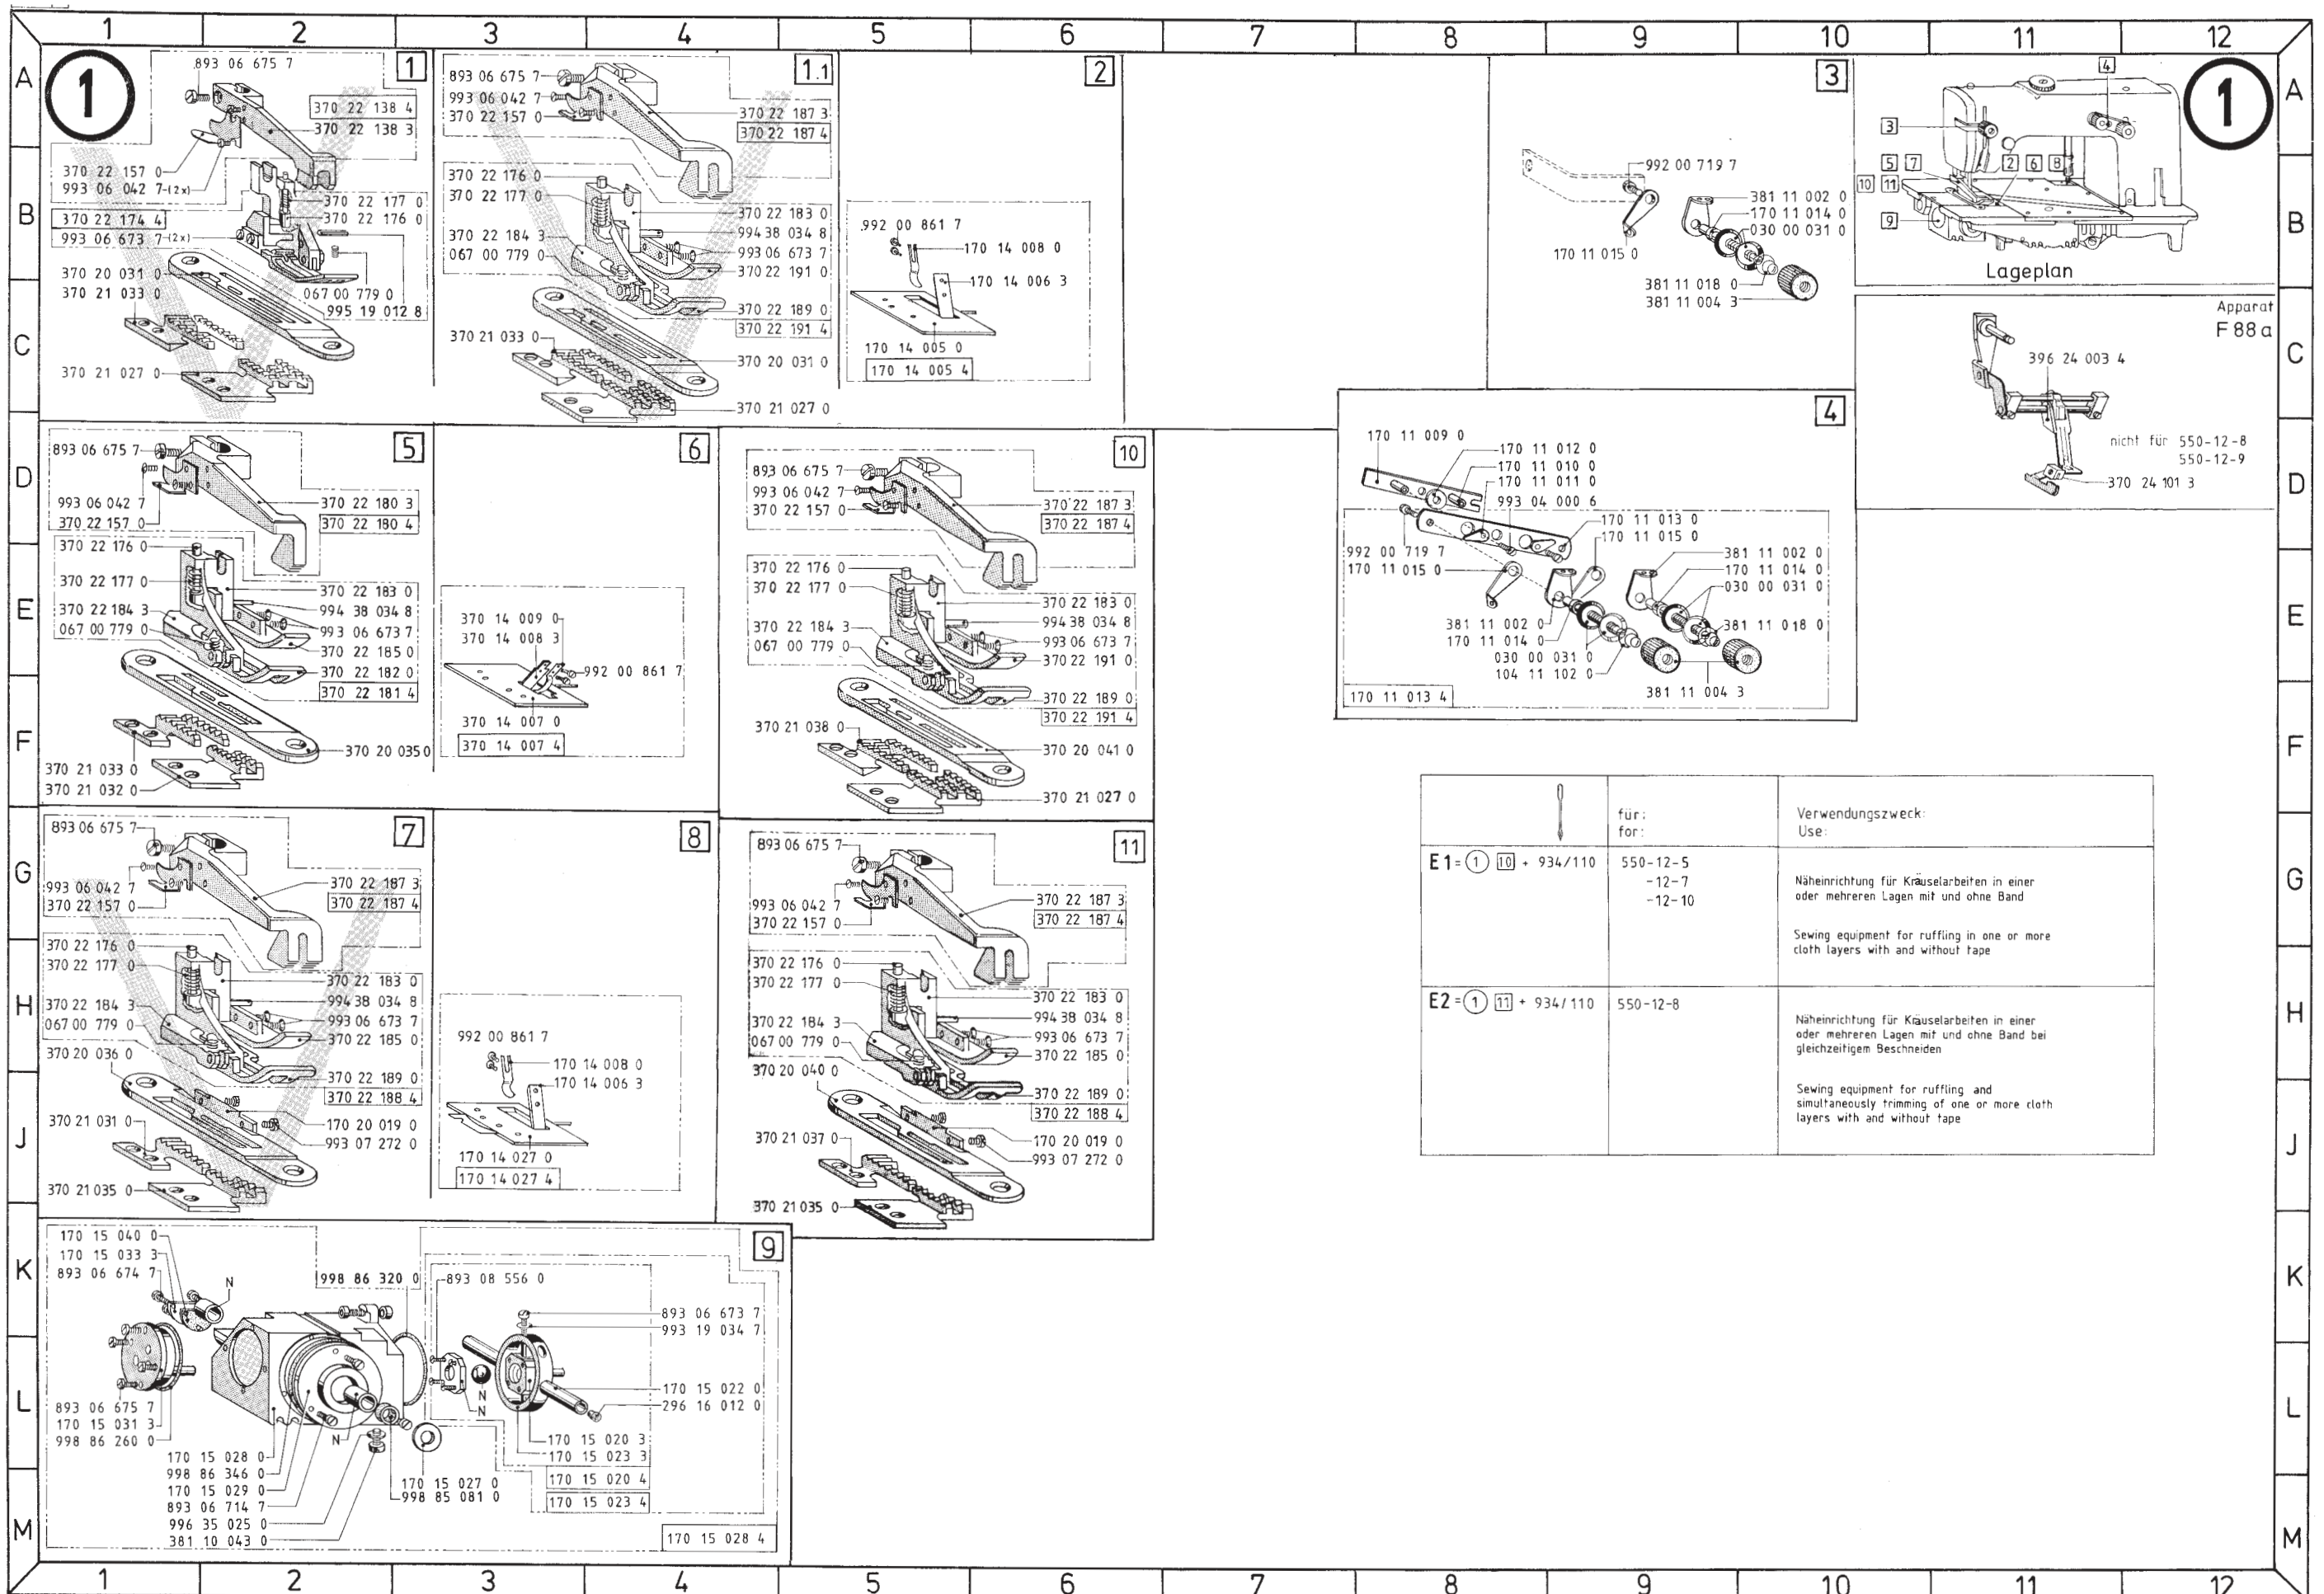 1 2 3 4 5 6 7 8 9 10 11 12
A
B
C
D
E
F
G
H
J
K
L
M
1
1
893 06 675 7
370 22 138 4
370 22 138 3
370 22 157 0
993 06 042 7-(2x)
370 22 177 0
370 22 176 0
370 22 174 4
993 06 673 7-(2x)
370 20 031 0
370 21 033 0
067 00 779 0
995 19 012 8
370 21 027 0
1.1
893 06 675 7
993 06 042 7
370 22 157 0
370 22 187 3
370 22 187 4
370 22 176 0
370 22 177 0
370 22 183 0
994 38 034 8
370 22 184 3
067 00 779 0
993 06 673 7
370 22 191 0
370 22 189 0
370 22 191 4
370 21 033 0
370 20 031 0
370 21 027 0
2
992 00 861 7
170 14 008 0
170 14 006 3
170 14 005 0
170 14 005 4
3
992 00 719 7
381 11 002 0
170 11 014 0
030 00 031 0
170 11 015 0
381 11 018 0
381 11 004 3
1
4
3
5 7
2 6 8
10 11
9
Lageplan
Apparat
F 88 a
396 24 003 4
nicht für 550-12-8
550-12-9
370 24 101 3
4
170 11 009 0
170 11 012 0
170 11 010 0
170 11 011 0
993 04 000 6
170 11 013 0
170 11 015 0
992 00 719 7
170 11 015 0
381 11 002 0
170 11 014 0
030 00 031 0
381 11 002 0
170 11 014 0
381 11 018 0
030 00 031 0
104 11 102 0
381 11 004 3
170 11 013 4
5
893 06 675 7
993 06 042 7
370 22 157 0
370 22 180 3
370 22 180 4
370 22 176 0
370 22 177 0
370 22 183 0
370 22 184 3
994 38 034 8
067 00 779 0
993 06 673 7
370 22 185 0
370 22 182 0
370 22 181 4
370 20 035 0
370 21 033 0
370 21 032 0
6
370 14 009 0
370 14 008 3
992 00 861 7
370 14 007 0
370 14 007 4
10
893 06 675 7
993 06 042 7
370 22 157 0
370 22 187 3
370 22 187 4
370 22 176 0
370 22 177 0
370 22 183 0
994 38 034 8
370 22 184 3
067 00 779 0
993 06 673 7
370 22 191 0
370 22 189 0
370 22 191 4
370 21 038 0
370 20 041 0
370 21 027 0
7
893 06 675 7
993 06 042 7
370 22 157 0
370 22 187 3
370 22 187 4
370 22 176 0
370 22 177 0
370 22 183 0
370 22 184 3
994 38 034 8
067 00 779 0
993 06 673 7
370 22 185 0
370 20 036 0
370 22 189 0
370 22 188 4
370 21 031 0
170 20 019 0
993 07 272 0
370 21 035 0
8
992 00 861 7
170 14 008 0
170 14 006 3
170 14 027 0
170 14 027 4
11
893 06 675 7
993 06 042 7
370 22 157 0
370 22 187 3
370 22 187 4
370 22 176 0
370 22 177 0
370 22 183 0
994 38 034 8
370 22 184 3
067 00 779 0
993 06 673 7
370 22 185 0
370 20 040 0
370 22 189 0
370 22 188 4
370 21 037 0
170 20 019 0
993 07 272 0
370 21 035 0
für:
for:
Verwendungszweck:
Use:
E1 = 1 10 + 934/110
550-12-5
-12-7
-12-10
Näheinrichtung für Kräuselarbeiten in einer
oder mehreren Lagen mit und ohne Band
Sewing equipment for ruffling in one or more
cloth layers with and without tape
E2 = 1 11 + 934/110
550-12-8
Näheinrichtung für Kräuselarbeiten in einer
oder mehreren Lagen mit und ohne Band bei
gleichzeitigem Beschneiden
Sewing equipment for ruffling and
simultaneously trimming of one or more cloth
layers with and without tape
9
170 15 040 0
170 15 033 3
893 06 674 7
N
998 86 320 0
893 08 556 0
893 06 673 7
993 19 034 7
N
N
170 15 022 0
296 16 012 0
893 06 675 7
170 15 031 3
998 86 260 0
N
170 15 028 0
998 86 346 0
170 15 029 0
893 06 714 7
996 35 025 0
381 10 043 0
170 15 027 0
998 85 081 0
170 15 020 3
170 15 023 3
170 15 020 4
170 15 023 4
170 15 028 4
A
B
C
D
E
F
G
H
J
K
L
M
1 2 3 4 5 6 7 8 9 10 11 12